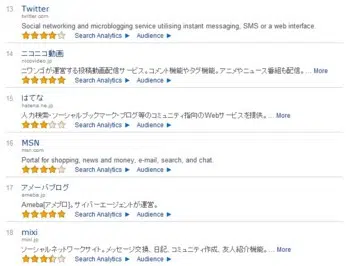 13 Twitter
twitter.com
Social networking and microblogging service utilising instant messaging, SMS or a web interface.
Search Analytics ▶ Audience ▶
14 ニコニコ動画
nicovideo.jp
ニワンゴが運営する投稿動画配信サービス。コメント機能やタグ機能。アニメやニュース番組も配信。 ... More
Search Analytics ▶ Audience ▶
15 はてな
hatena.ne.jp
人力検索・ソーシャルブックマーク・ブログ等のコミュニティ指向のWebサービスを提供。 ... More
Search Analytics ▶ Audience ▶
16 MSN
msn.com
Portal for shopping, news and money, e-mail, search, and chat.
Search Analytics ▶ Audience ▶
17 アメーバブログ
ameba.jp
Ameba[アメブロ]。サイバーエージェントが運営。
Search Analytics ▶ Audience ▶
18 mixi
mixi.jp
ソーシャルネットワークサイト。メッセージ交換、日記、コミュニティ作成、友人紹介機能。 ... More
Search Analytics ▶ Audience ▶